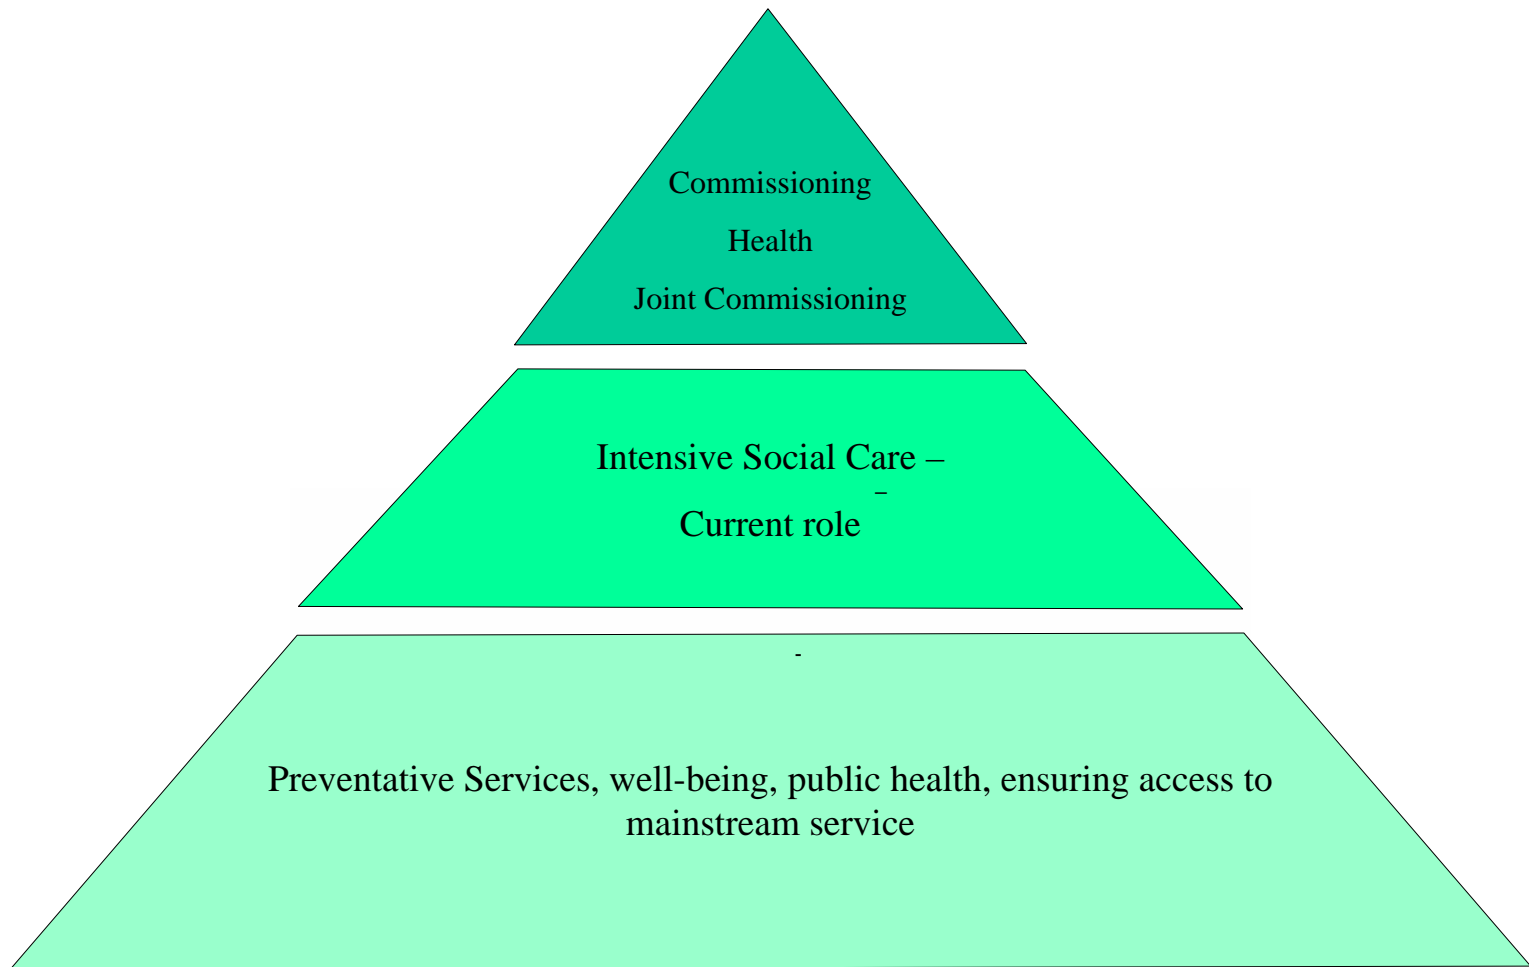 Commissioning
Health
Joint Commissioning
Intensive Social Care –
–
Current role
-
Preventative Services, well-being, public health, ensuring access to
mainstream service